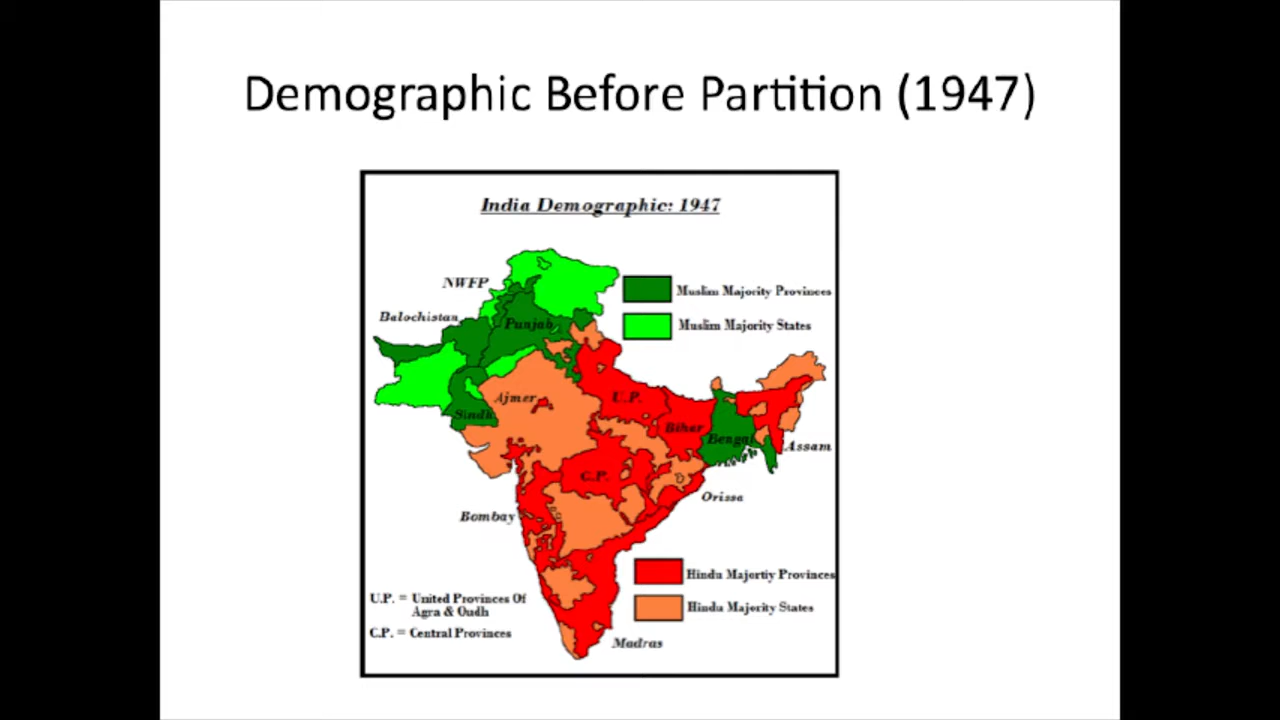 Demographic Before Partition (1947)
India Demographic: 1947
NWFP
Muslim Majority Provinces
Balochistan
Punjab
Muslim Majority States
Ajmer
U.P.
Sindh
Bihar
Bengal
Assam
C.P.
Orissa
Bombay
Hindu Majortiy Provinces
U.P. = United Provinces Of
Agra & Oudh
Hindu Majority States
C.P. = Central Provinces
Madras